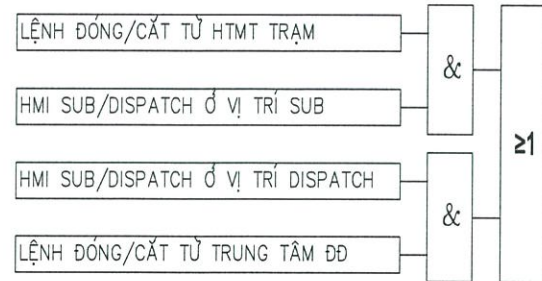 LỆNH ĐÓNG/CẮT TỪ HTMT TRẠM
&
HMI SUB/DISPATCH Ở VỊ TRÍ SUB
≥1
HMI SUB/DISPATCH Ở VỊ TRÍ DISPATCH
&
LỆNH ĐÓNG/CẮT TỪ TRUNG TÂM ĐĐ